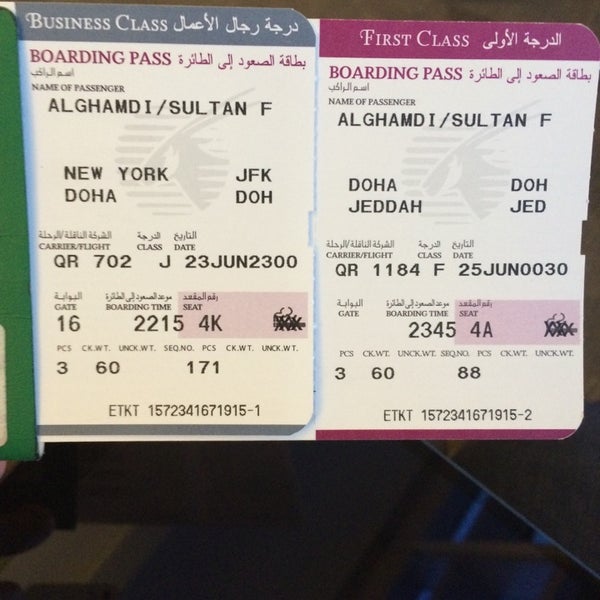 BUSINESS CLASS درجة رجال الأعمال
BOARDING PASS بطاقة الصعود إلى الطائرة
اسم الراكب
NAME OF PASSENGER
ALGHAMDI/SULTAN F
NEW YORK JFK
DOHA DOH
الشركة الناقلة/الرحلة الدرجة التاريخ
CARRIER/FLIGHT CLASS DATE
QR 702 J 23JUN2300
البوابة موعد الصعود إلى الطائرة رقم المقعد
GATE BOARDING TIME SEAT
16 2215 4K
PCS CK.WT. UNCK.WT. SEQ.NO. PCS CK.WT. UNCK.WT.
3 60 171
ETKT 1572341671915-1
FIRST CLASS الدرجة الأولى
BOARDING PASS بطاقة الصعود إلى الطائرة
اسم الراكب
NAME OF PASSENGER
ALGHAMDI/SULTAN F
DOHA DOH
JEDDAH JED
الشركة الناقلة/الرحلة الدرجة التاريخ
CARRIER/FLIGHT CLASS DATE
QR 1184 F 25JUN0030
البوابة موعد الصعود إلى الطائرة رقم المقعد
GATE BOARDING TIME SEAT
2345 4A
PCS CK.WT. UNCK.WT. SEQ.NO. PCS CK.WT. UNCK.WT.
3 60 88
ETKT 1572341671915-2